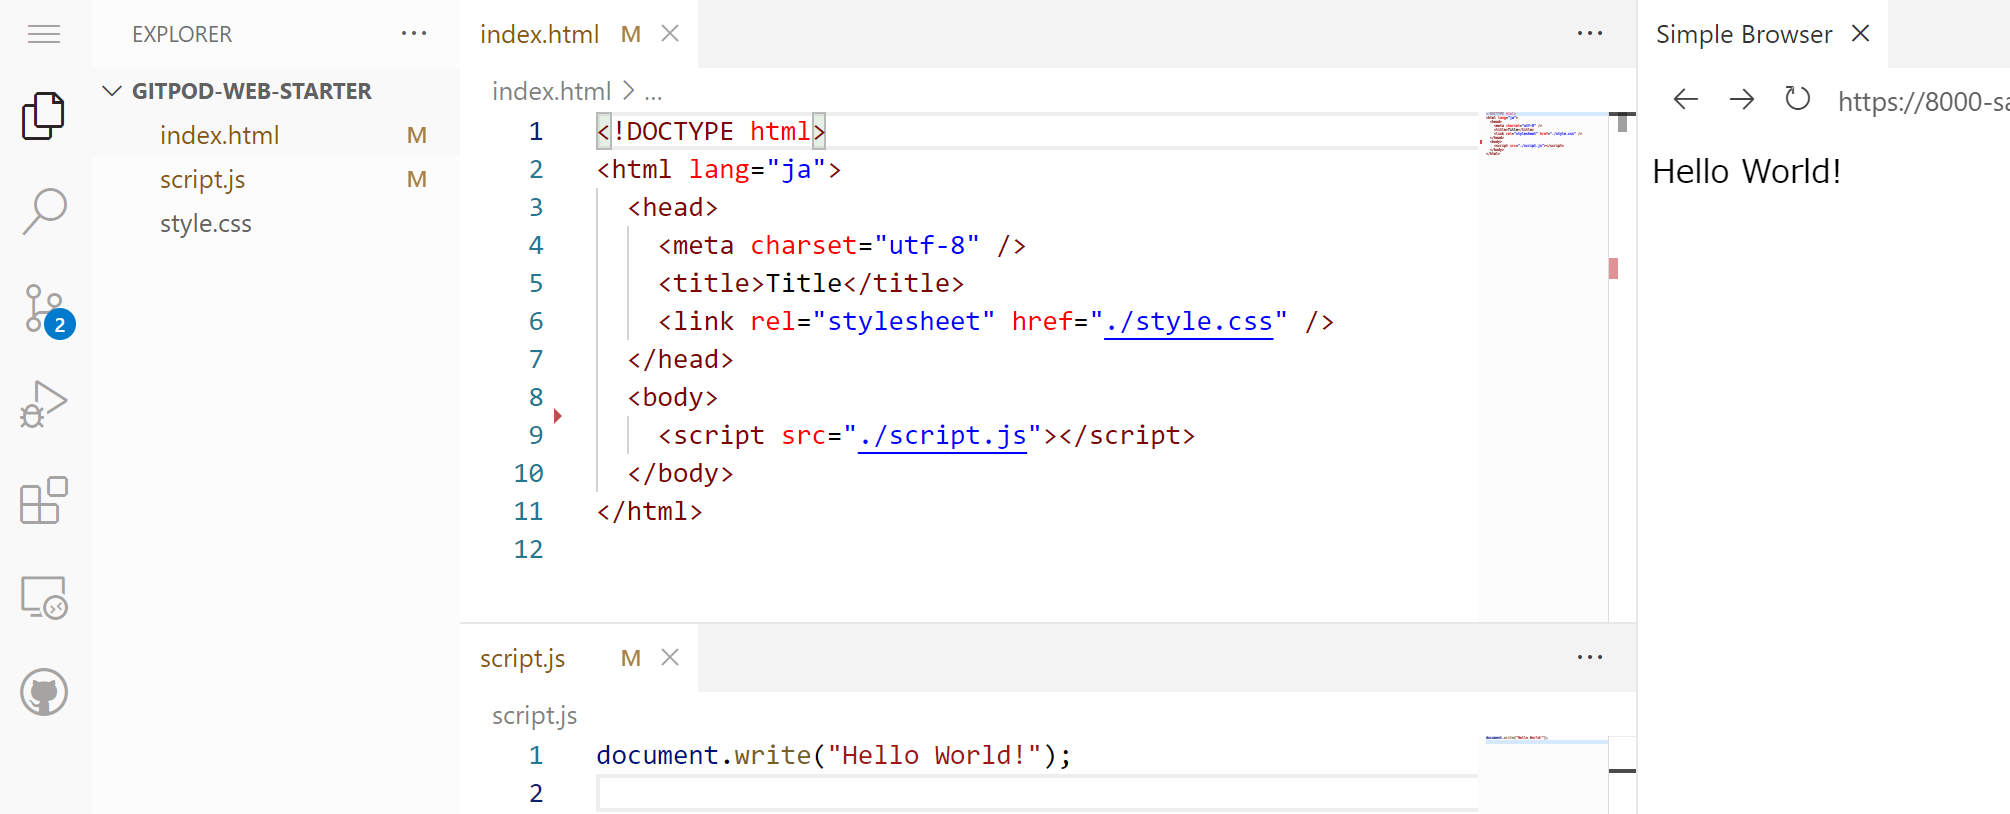 EXPLORER ...
GITPOD-WEB-STARTER
index.html M
script.js M
style.css
2
index.html M
...
index.html > ...
1 <!DOCTYPE html>
2 <html lang="ja">
3 <head>
4 <meta charset="utf-8" />
5 <title>Title</title>
6 <link rel="stylesheet" href="./style.css" />
7 </head>
8 <body>
9 <script src="./script.js"></script>
10 </body>
11 </html>
12
script.js M
...
script.js
1 document.write("Hello World!");
2
Simple Browser
https://8000-sa
Hello World!